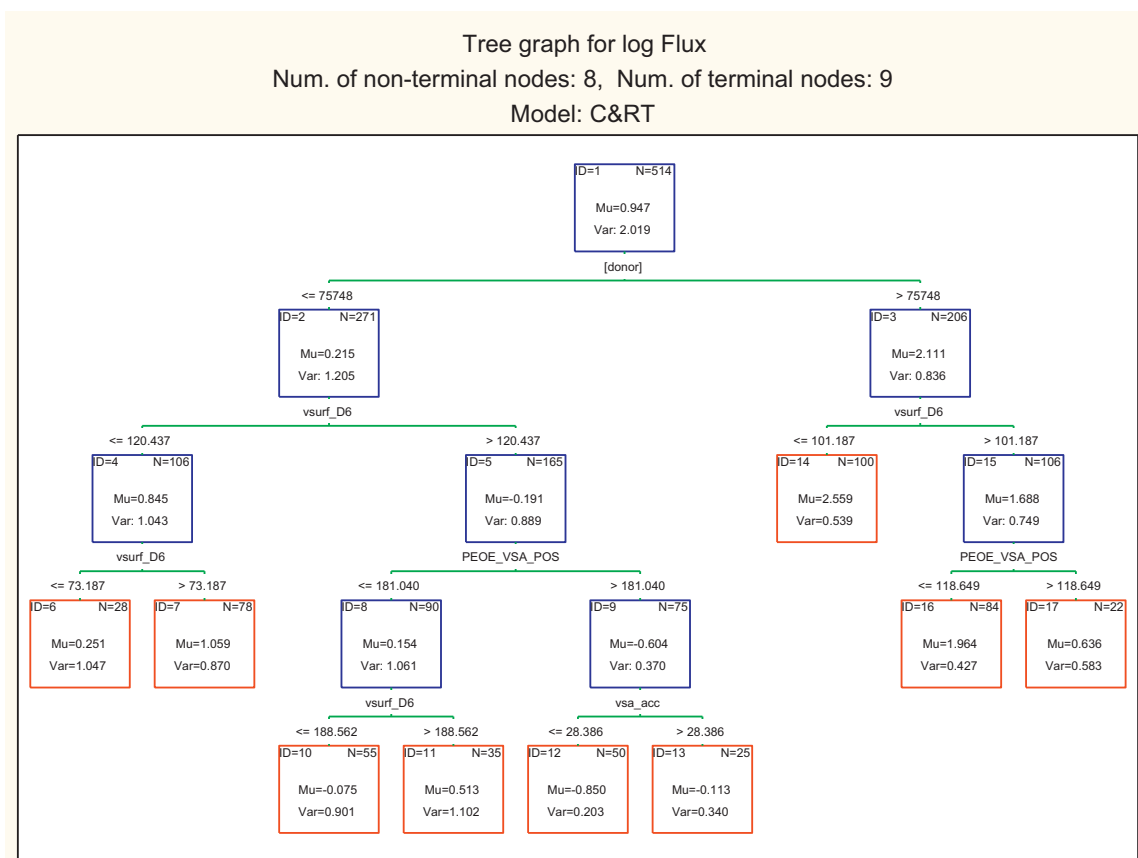 Tree graph for log Flux
Num. of non-terminal nodes: 8,  Num. of terminal nodes: 9
Model: C&RT
ID=1 N=514
Mu=0.947
Var: 2.019
[donor]
<= 75748 > 75748
ID=2 N=271 ID=3 N=206
Mu=0.215 Mu=2.111
Var: 1.205 Var: 0.836
vsurf_D6 vsurf_D6
<= 120.437 > 120.437 <= 101.187 > 101.187
ID=4 N=106 ID=5 N=165 ID=14 N=100 ID=15 N=106
Mu=0.845 Mu=-0.191 Mu=2.559 Mu=1.688
Var: 1.043 Var: 0.889 Var=0.539 Var: 0.749
vsurf_D6 PEOE_VSA_POS PEOE_VSA_POS
<= 73.187 > 73.187 <= 181.040 > 181.040 <= 118.649 > 118.649
ID=6 N=28 ID=7 N=78 ID=8 N=90 ID=9 N=75 ID=16 N=84 ID=17 N=22
Mu=0.251 Mu=1.059 Mu=0.154 Mu=-0.604 Mu=1.964 Mu=0.636
Var=1.047 Var=0.870 Var: 1.061 Var: 0.370 Var=0.427 Var=0.583
vsurf_D6 vsa_acc
<= 188.562 > 188.562 <= 28.386 > 28.386
ID=10 N=55 ID=11 N=35 ID=12 N=50 ID=13 N=25
Mu=-0.075 Mu=0.513 Mu=-0.850 Mu=-0.113
Var=0.901 Var=1.102 Var=0.203 Var=0.340